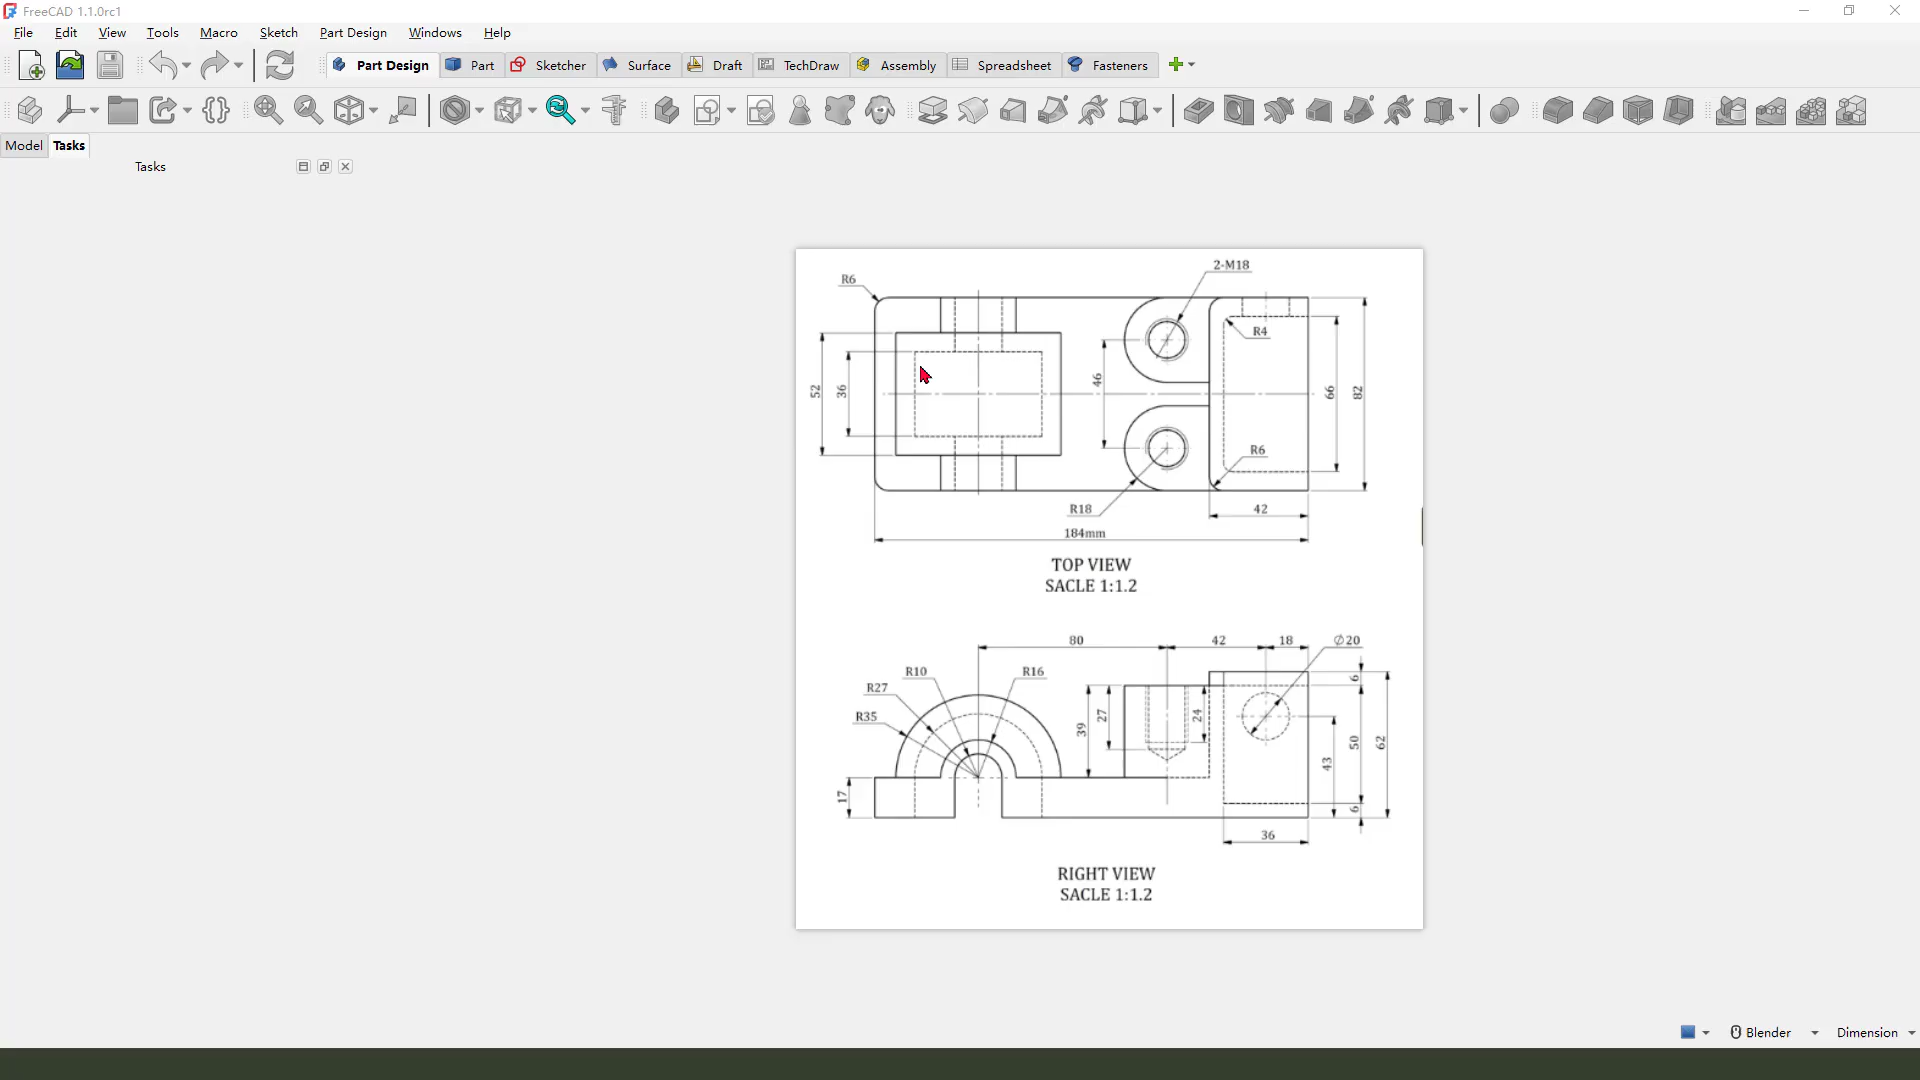 FreeCAD 1.1.0rc1
File Edit View Tools Macro Sketch Part Design Windows Help
Part Design Part Sketcher Surface Draft TechDraw Assembly Spreadsheet Fasteners
Model Tasks
Tasks
2-M18
R6
R4
52
36
46
66
82
R6
R18
42
184mm
TOP VIEW
SACLE 1:1.2
80
42
18
∅20
R10
R16
R27
R35
6
39
27
24
50
62
43
17
6
36
RIGHT VIEW
SACLE 1:1.2
Blender Dimension